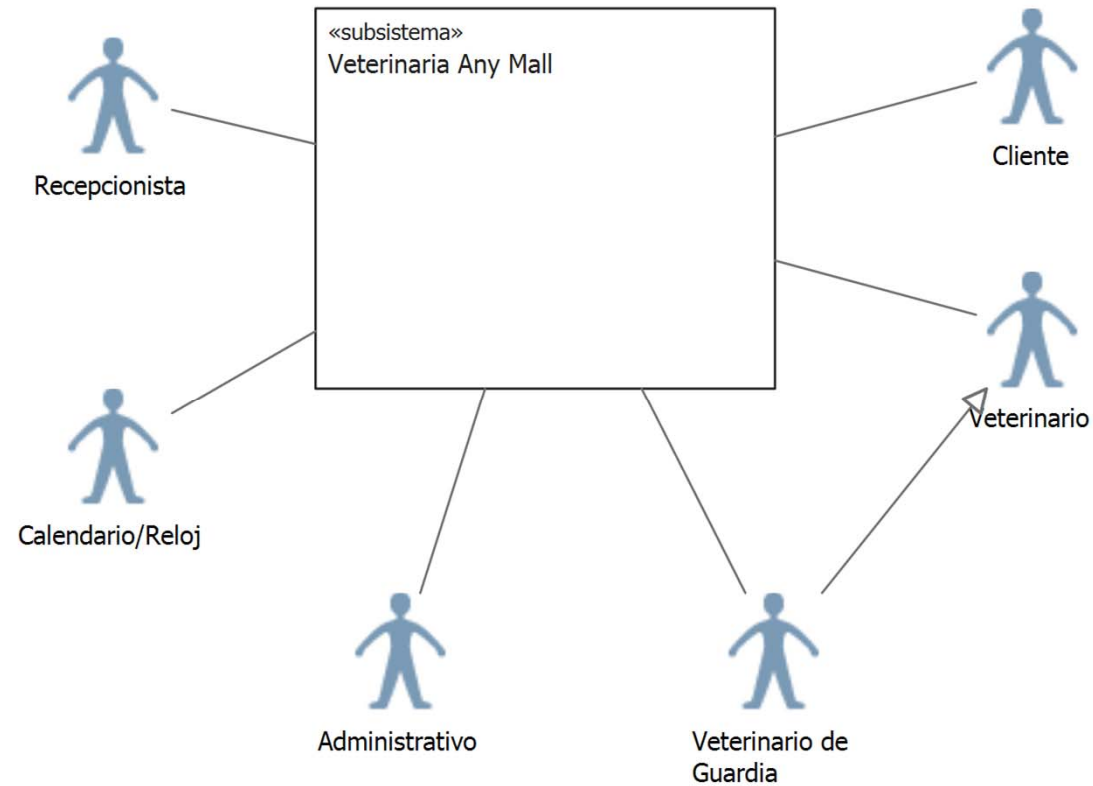 «subsistema»
Veterinaria Any Mall
Recepcionista
Cliente
Veterinario
Calendario/Reloj
Administrativo
Veterinario de
Guardia